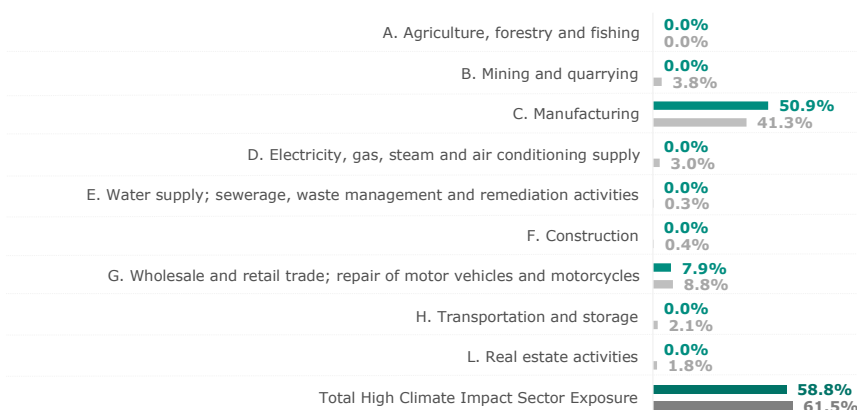 A. Agriculture, forestry and fishing 0.0%
0.0%
B. Mining and quarrying 0.0%
3.8%
C. Manufacturing 50.9%
41.3%
D. Electricity, gas, steam and air conditioning supply 0.0%
3.0%
E. Water supply; sewerage, waste management and remediation activities 0.0%
0.3%
F. Construction 0.0%
0.4%
G. Wholesale and retail trade; repair of motor vehicles and motorcycles 7.9%
8.8%
H. Transportation and storage 0.0%
2.1%
L. Real estate activities 0.0%
1.8%
Total High Climate Impact Sector Exposure 58.8%
61.5%